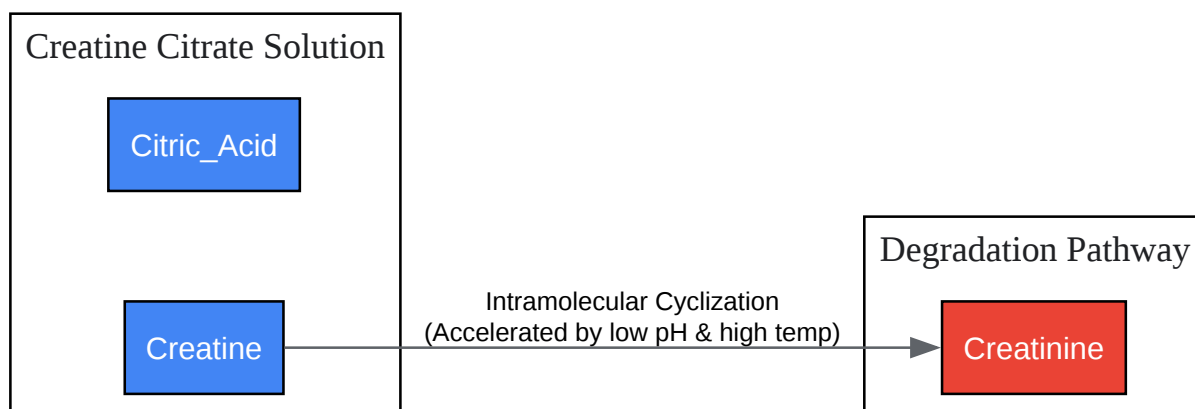 Creatine Citrate Solution
Citric_Acid
Creatine
Intramolecular Cyclization
(Accelerated by low pH & high temp)
Degradation Pathway
Creatinine